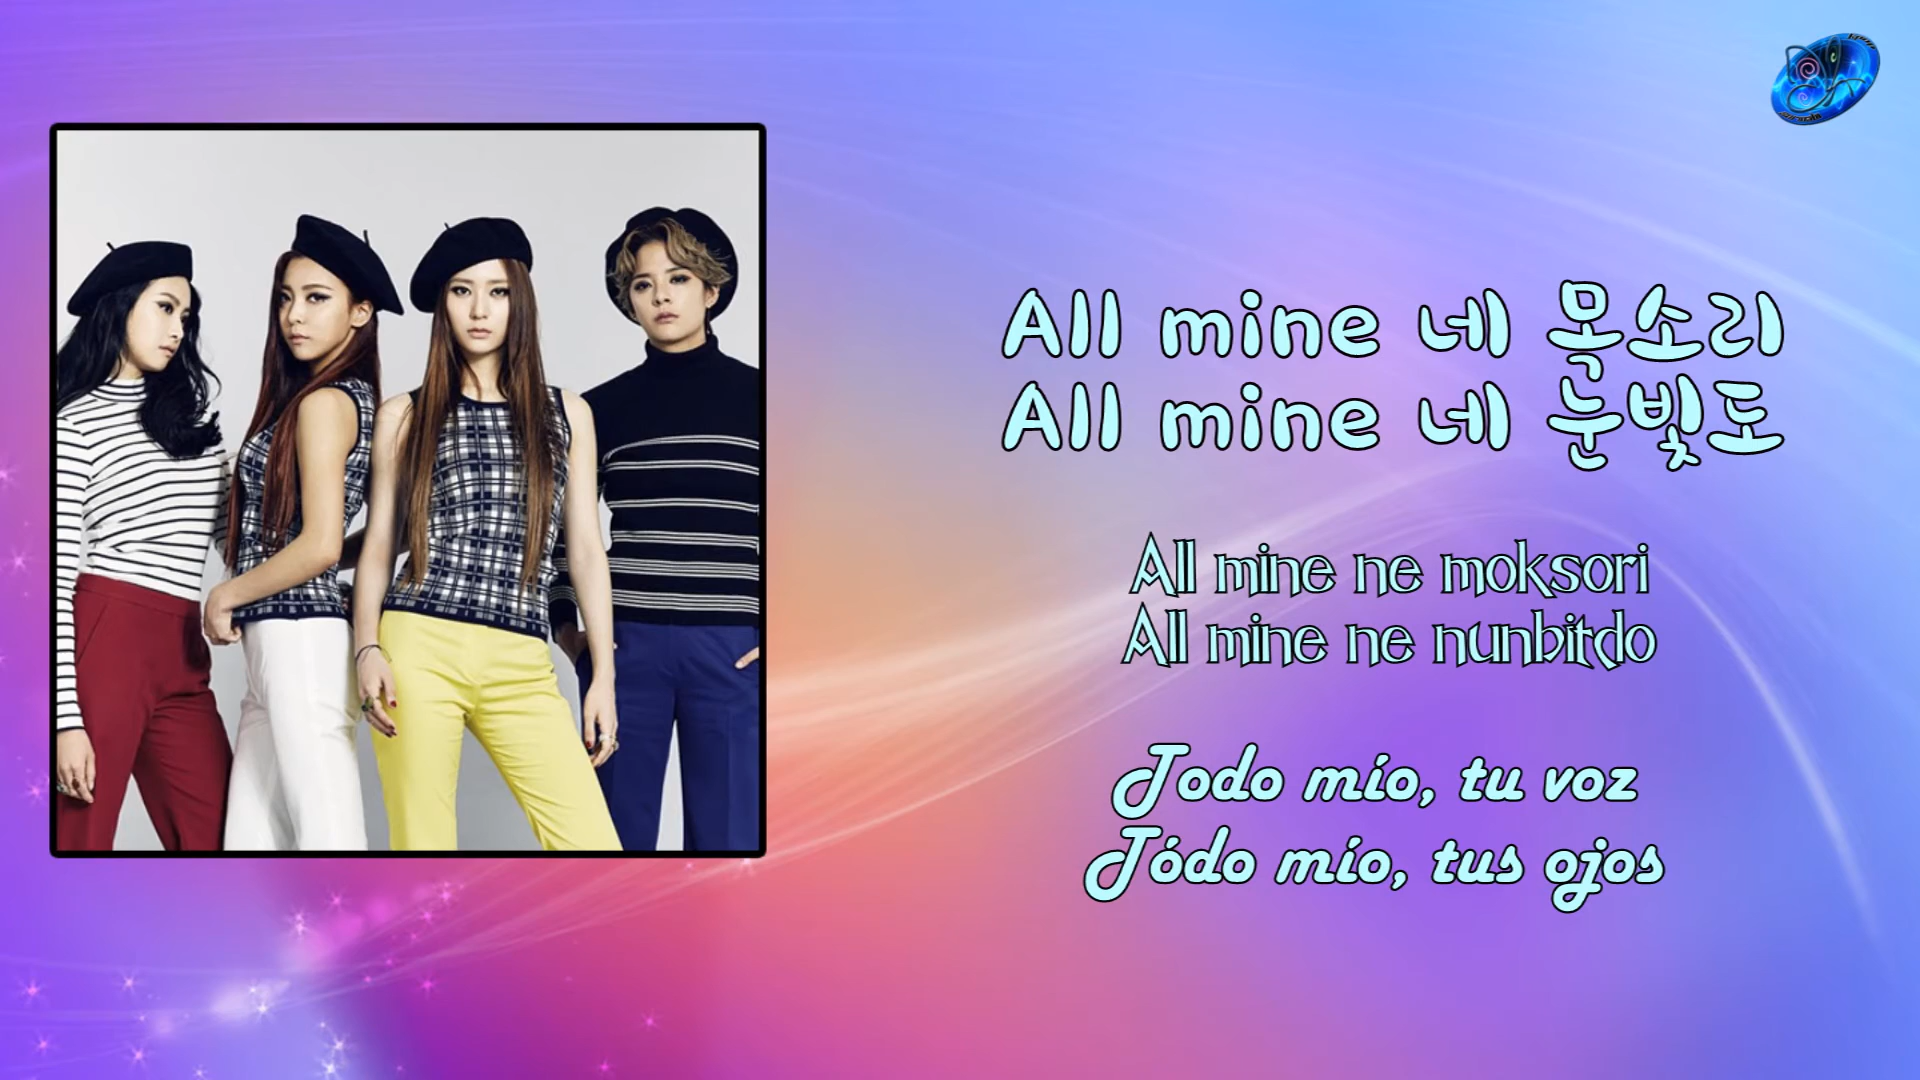 All mine 네 목소리
All mine 네 눈빛도
All mine ne moksori
All mine ne nunbitdo
Todo mío, tu voz
Tódo mío, tus ojos